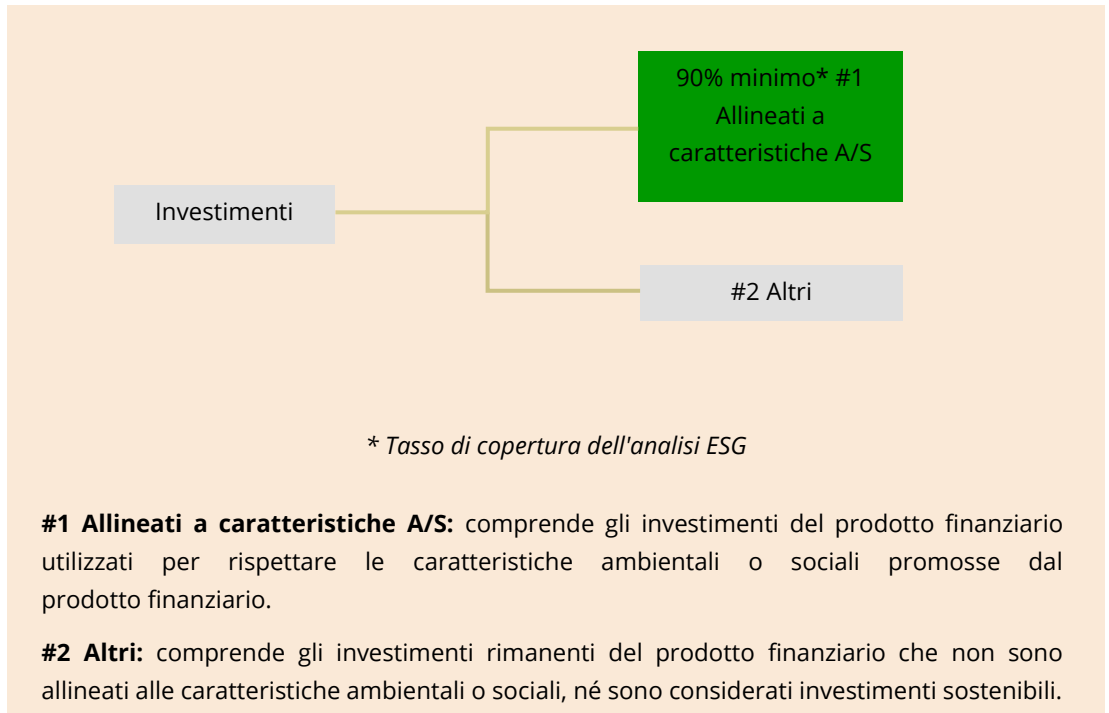 90% minimo* #1
Allineati a
caratteristiche A/S
Investimenti
#2 Altri
* Tasso di copertura dell'analisi ESG
#1 Allineati a caratteristiche A/S: comprende gli investimenti del prodotto finanziario
utilizzati per rispettare le caratteristiche ambientali o sociali promosse dal
prodotto finanziario.
#2 Altri: comprende gli investimenti rimanenti del prodotto finanziario che non sono
allineati alle caratteristiche ambientali o sociali, né sono considerati investimenti sostenibili.